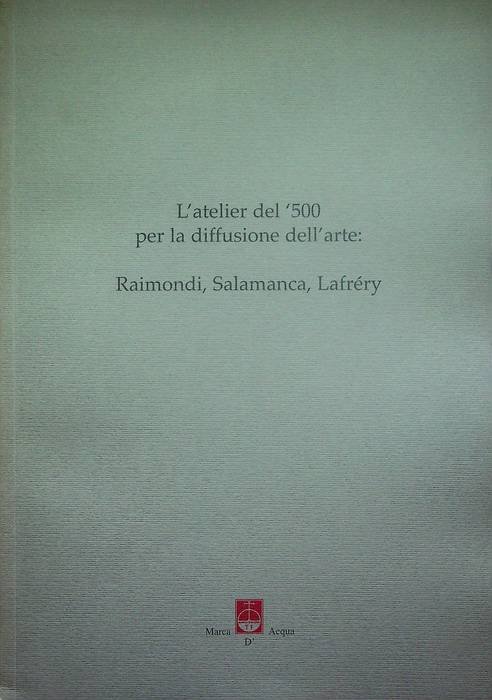 L'atelier del '500
per la diffusione dell'arte:
Raimondi, Salamanca, Lafréry
Marca Acqua
D'